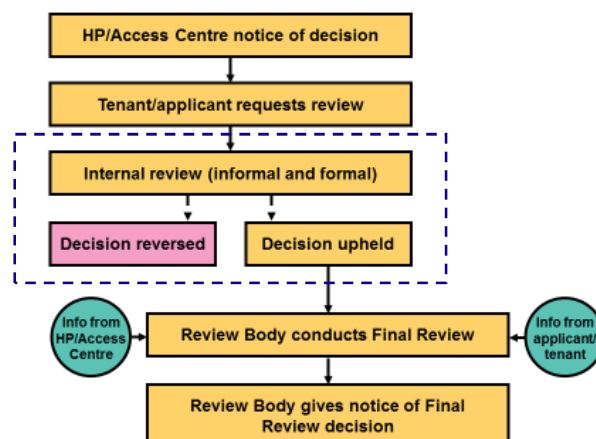 HP/Access Centre notice of decision
Tenant/applicant requests review
Internal review (informal and formal)
Decision reversed
Decision upheld
Info from
HP/Access
Centre
Review Body conducts Final Review
Info from
applicant/
tenant
Review Body gives notice of Final
Review decision